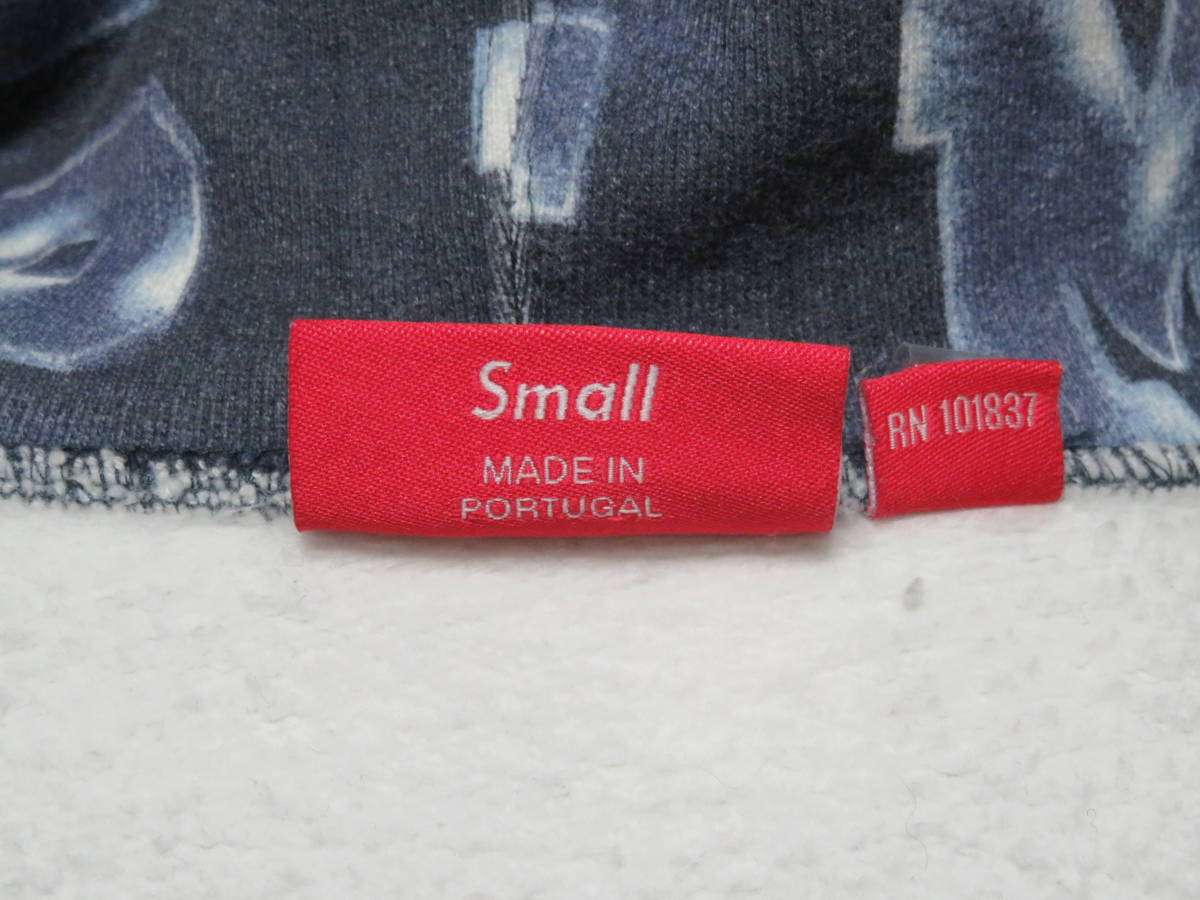 Small
MADE IN
PORTUGAL
RN 101837